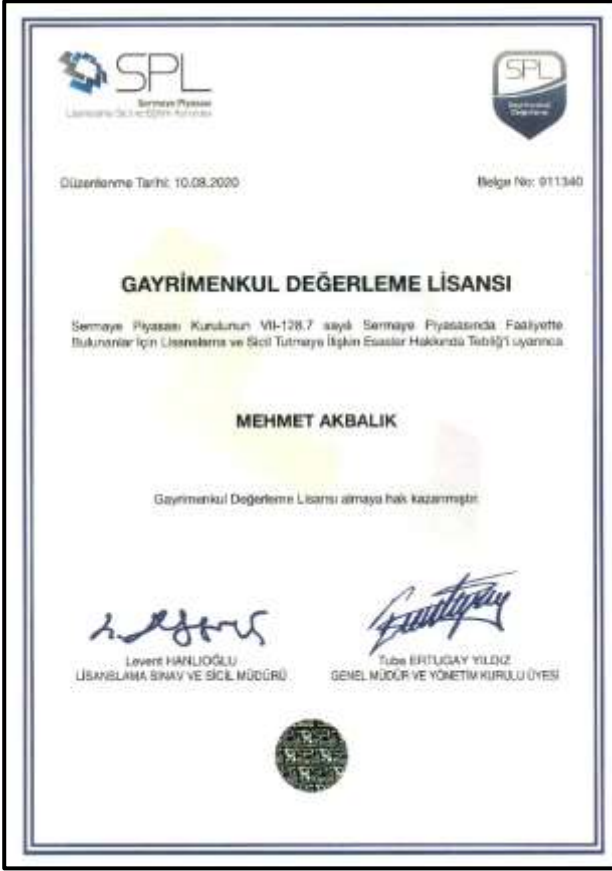 SPL
Sermaye Piyasası
Lisanslama Sicil ve Eğitim Kuruluşu
SPL
Gayrimenkul
Değerleme
Düzenlenme Tarihi: 10.08.2020
Belge No: 911340
GAYRİMENKUL DEĞERLEME LİSANSI
Sermaye Piyasası Kurulunun VII-128.7 sayılı Sermaye Piyasasında Faaliyette
Bulunanlar İçin Lisanslama ve Sicil Tutmaya İlişkin Esaslar Hakkında Tebliğ'i uyarınca
MEHMET AKBALIK
Gayrimenkul Değerleme Lisansı almaya hak kazanmıştır.
Levent HANLIOĞLU
LİSANSLAMA SINAV VE SİCİL MÜDÜRÜ
Tuba ERTUGAY YILDIZ
GENEL MÜDÜR VE YÖNETİM KURULU ÜYESİ